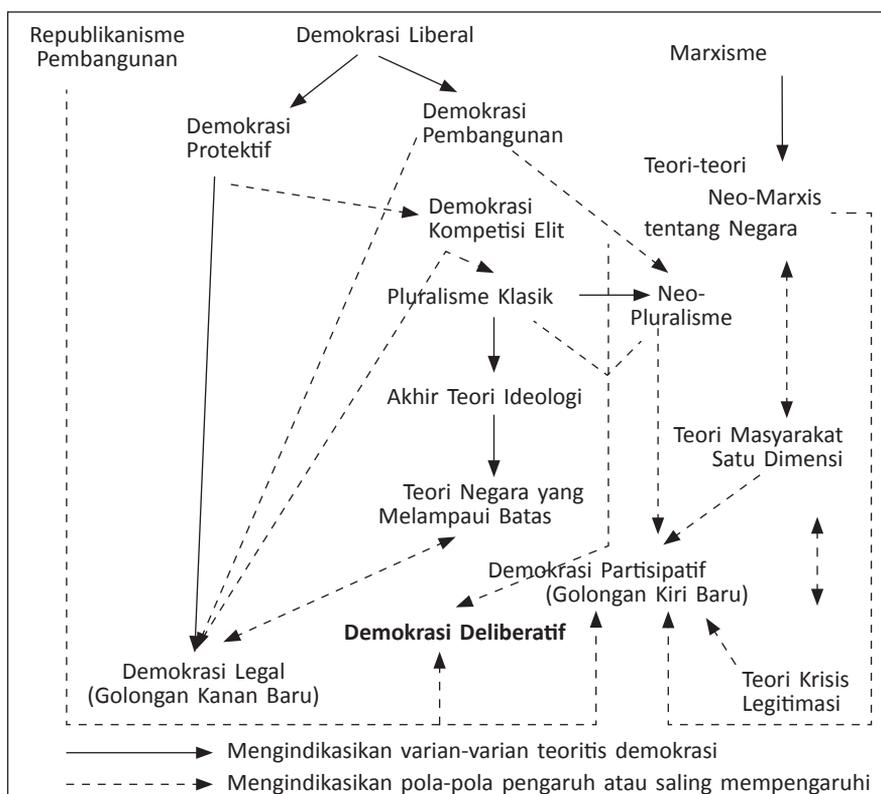 Republikanisme
Pembangunan
Demokrasi Liberal
Marxisme
Demokrasi
Protektif
Demokrasi
Pembangunan
Teori-teori
Neo-Marxis
tentang Negara
Demokrasi
Kompetisi Elit
Pluralisme Klasik
Neo-
Pluralisme
Akhir Teori Ideologi
Teori Masyarakat
Satu Dimensi
Teori Negara yang
Melampaui Batas
Demokrasi Partisipatif
(Golongan Kiri Baru)
Demokrasi Deliberatif
Demokrasi Legal
(Golongan Kanan Baru)
Teori Krisis
Legitimasi
Mengindikasikan varian-varian teoritis demokrasi
Mengindikasikan pola-pola pengaruh atau saling mempengaruhi